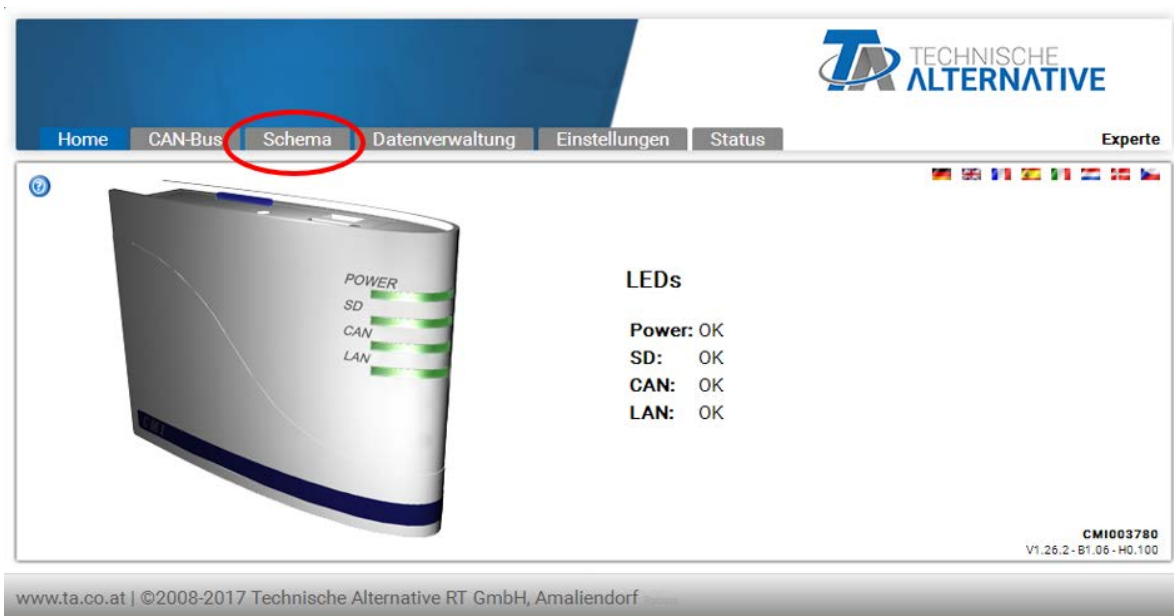 TECHNISCHE
ALTERNATIVE
Home CAN-Bus Schema Datenverwaltung Einstellungen Status Experte
POWER
SD
CAN
LAN
CMI
LEDs
Power: OK
SD: OK
CAN: OK
LAN: OK
CMI003780
V1.26.2 - B1.06 - H0.100
www.ta.co.at | ©2008-2017 Technische Alternative RT GmbH, Amaliendorf